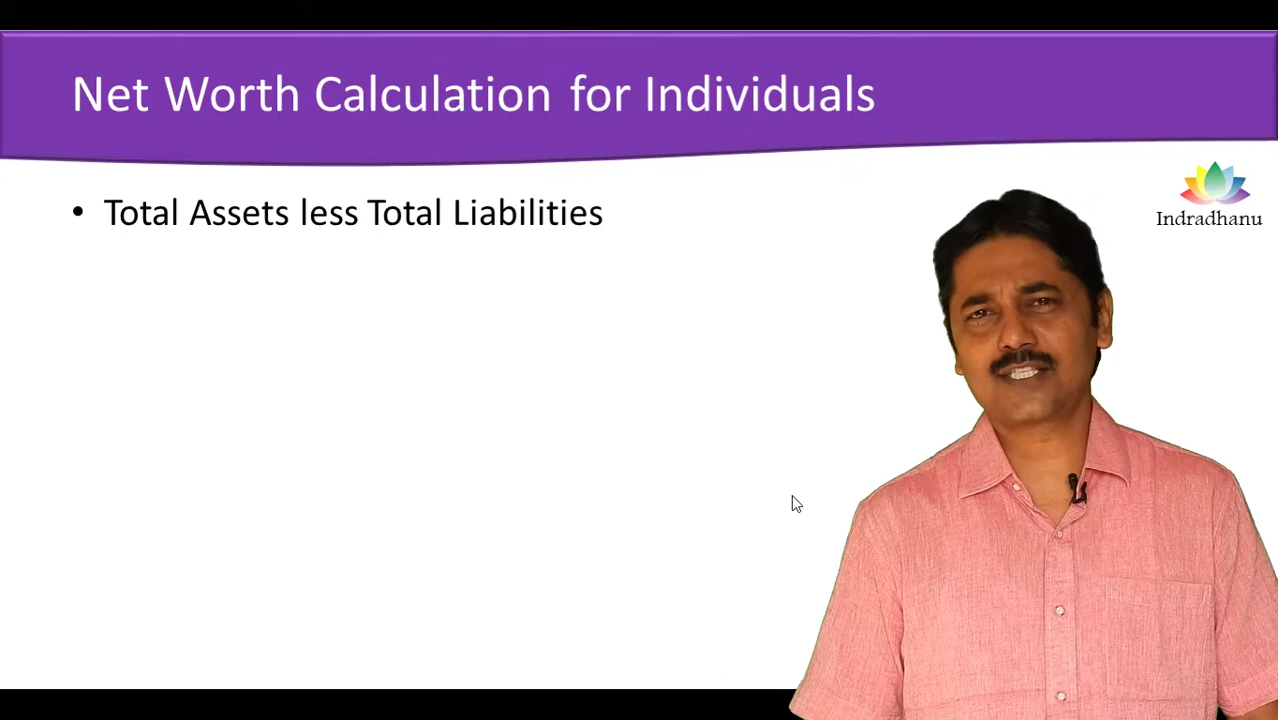 Net Worth Calculation for Individuals
• Total Assets less Total Liabilities
Indradhanu